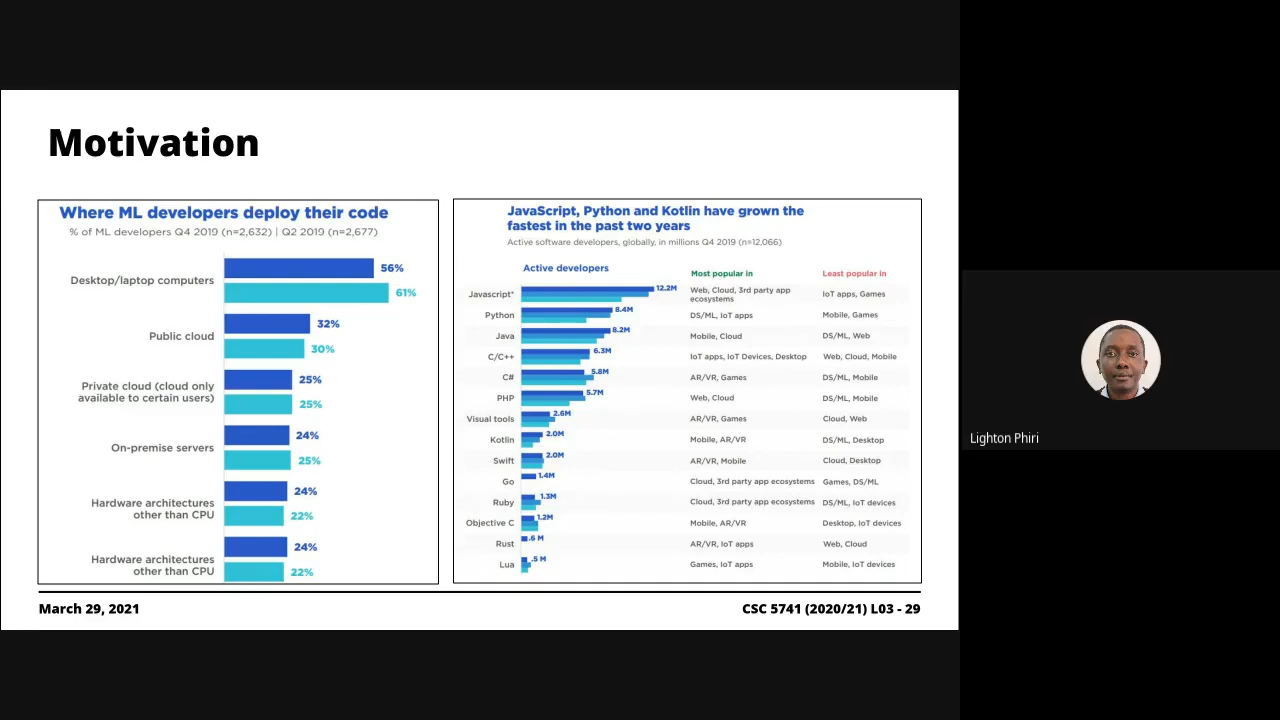 Motivation
Where ML developers deploy their code
% of ML developers Q4 2019 (n=2,632) | Q2 2019 (n=2,677)
Desktop/laptop computers
56%
61%
Public cloud
32%
30%
Private cloud (cloud only
available to certain users)
25%
25%
On-premise servers
24%
25%
Hardware architectures
other than CPU
24%
22%
Hardware architectures
other than CPU
24%
22%
JavaScript, Python and Kotlin have grown the
fastest in the past two years
Active software developers, globally, in millions Q4 2019 (n=12,066)
Active developers Most popular in Least popular in
Javascript* 12.2M Web, Cloud, 3rd party app
ecosystems IoT apps, Games
Python 8.4M DS/ML, IoT apps Mobile, Games
Java 8.2M Mobile, Cloud DS/ML, Web
C/C++ 6.3M IoT apps, IoT Devices, Desktop Web, Cloud, Mobile
C# 5.8M AR/VR, Games DS/ML, Mobile
PHP 5.7M Web, Cloud DS/ML, Mobile
Visual tools 2.6M AR/VR, Games Cloud, Web
Kotlin 2.0M Mobile, AR/VR DS/ML, Desktop
Swift 2.0M AR/VR, Mobile Cloud, Desktop
Go 1.4M Cloud, 3rd party app ecosystems Games, DS/ML
Ruby 1.3M Cloud, 3rd party app ecosystems DS/ML, IoT devices
Objective C 1.2M Mobile, AR/VR Desktop, IoT devices
Rust .6 M AR/VR, IoT apps Web, Cloud
Lua .5 M Games, IoT apps Mobile, IoT devices
March 29, 2021
CSC 5741 (2020/21) L03 - 29
Lighton Phiri